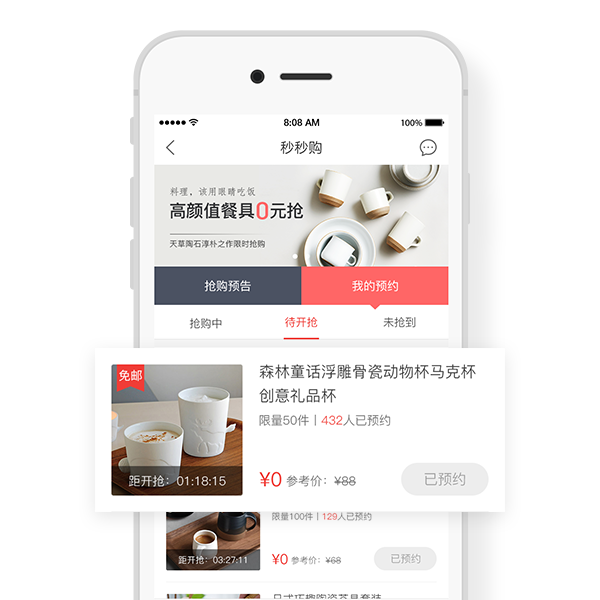 8:08 AM
100%
秒秒购
料理，该用眼睛吃饭
高颜值餐具0元抢
天草陶石淳朴之作限时抢购
抢购预告
我的预约
抢购中
待开抢
未抢到
免邮
森林童话浮雕骨瓷动物杯马克杯
创意礼品杯
限量50件丨432人已预约
距开抢：01:18:15
¥0 参考价：¥88
已预约
限量100件丨129人已预约
距开抢：03:27:11
¥0 参考价：¥68
已预约